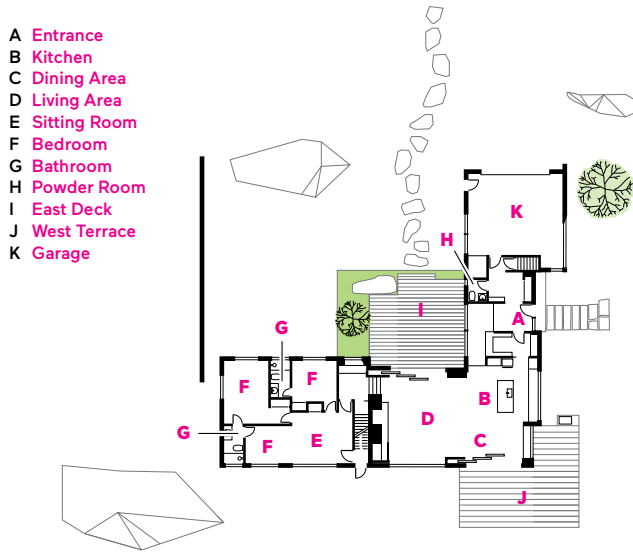 A Entrance
B Kitchen
C Dining Area
D Living Area
E Sitting Room
F Bedroom
G Bathroom
H Powder Room
I East Deck
J West Terrace
K Garage
K
H
I
A
G
F
F
B
D
G
F
E
C
J